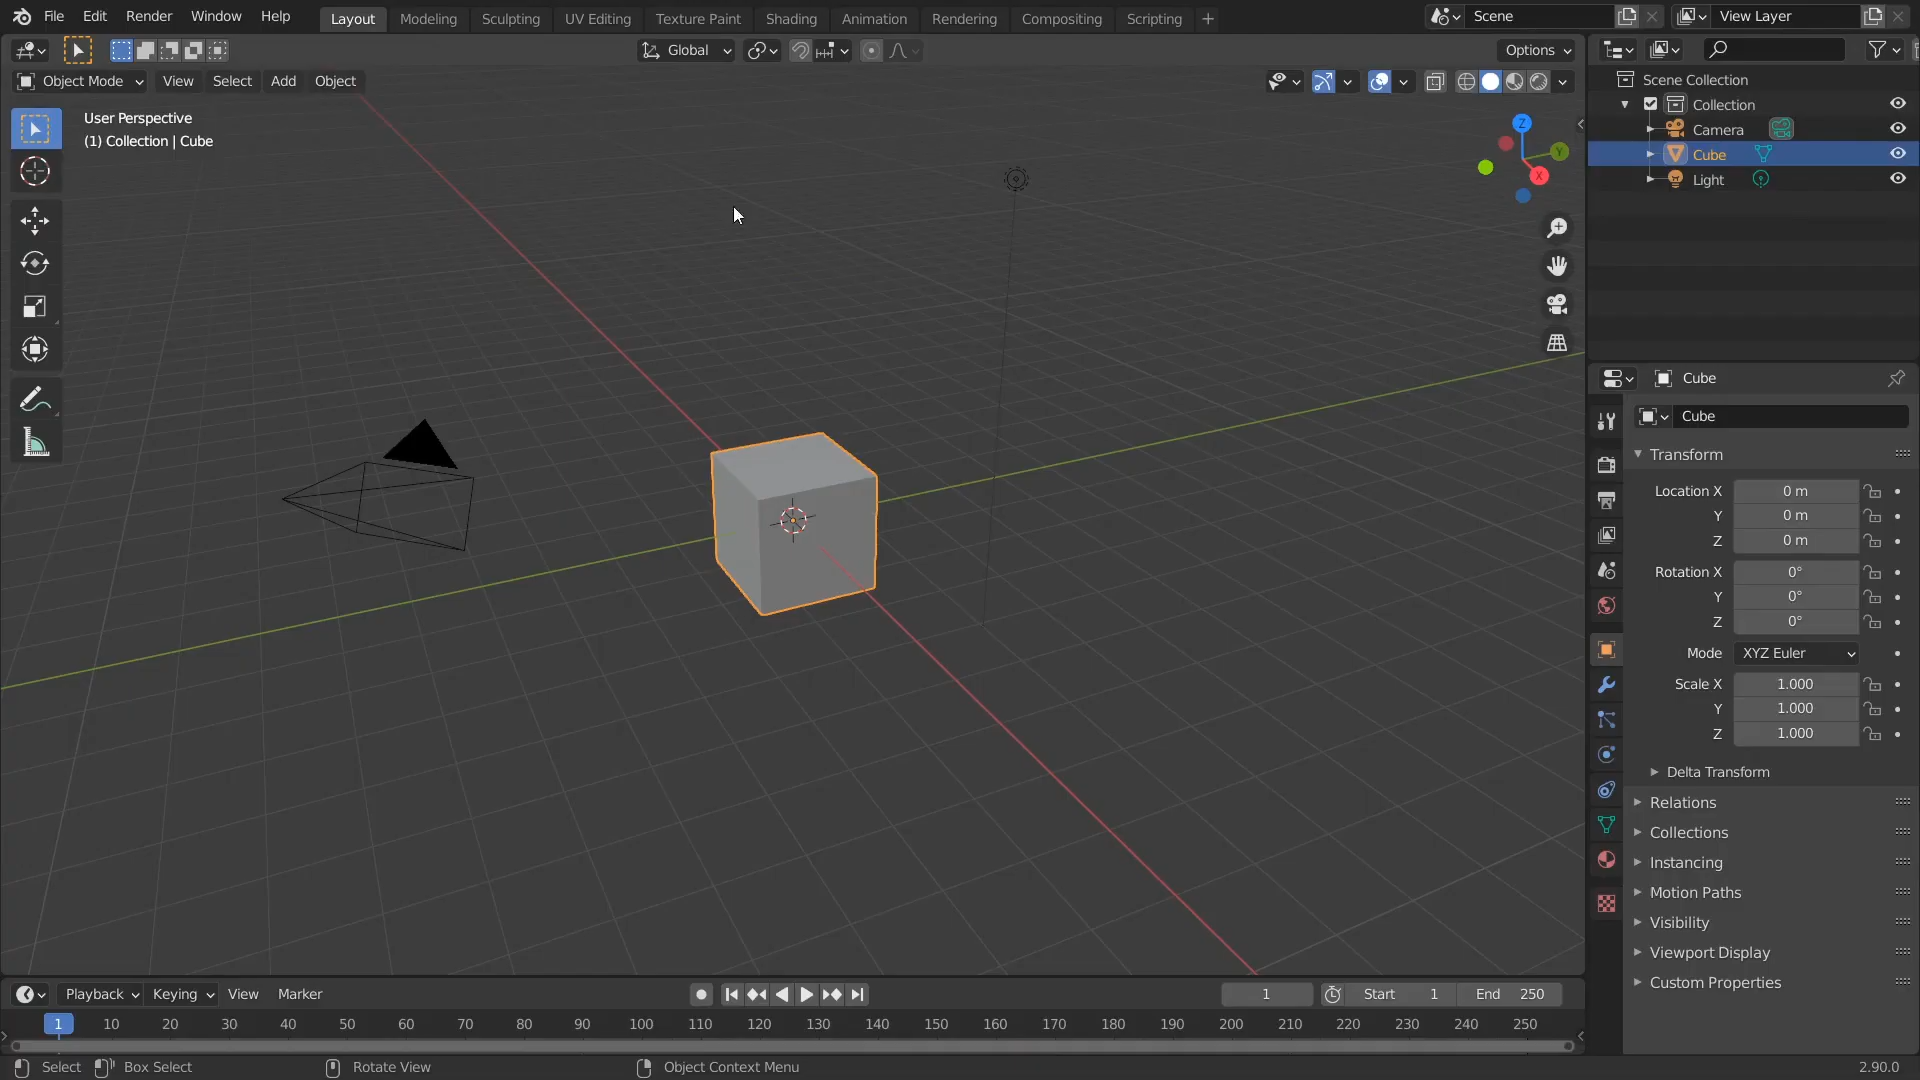 File Edit Render Window Help Layout Modeling Sculpting UV Editing Texture Paint Shading Animation Rendering Compositing Scripting + Scene View Layer
Global Options
Object Mode View Select Add Object
User Perspective
(1) Collection | Cube
Z
Y
X
Scene Collection
Collection
Camera
Cube
Light
Cube
Cube
Transform
Location X 0 m
Y 0 m
Z 0 m
Rotation X 0°
Y 0°
Z 0°
Mode XYZ Euler
Scale X 1.000
Y 1.000
Z 1.000
Delta Transform
Relations
Collections
Instancing
Motion Paths
Visibility
Viewport Display
Custom Properties
Playback Keying View Marker 1 Start 1 End 250
1 10 20 30 40 50 60 70 80 90 100 110 120 130 140 150 160 170 180 190 200 210 220 230 240 250
Select Box Select Rotate View Object Context Menu 2.90.0